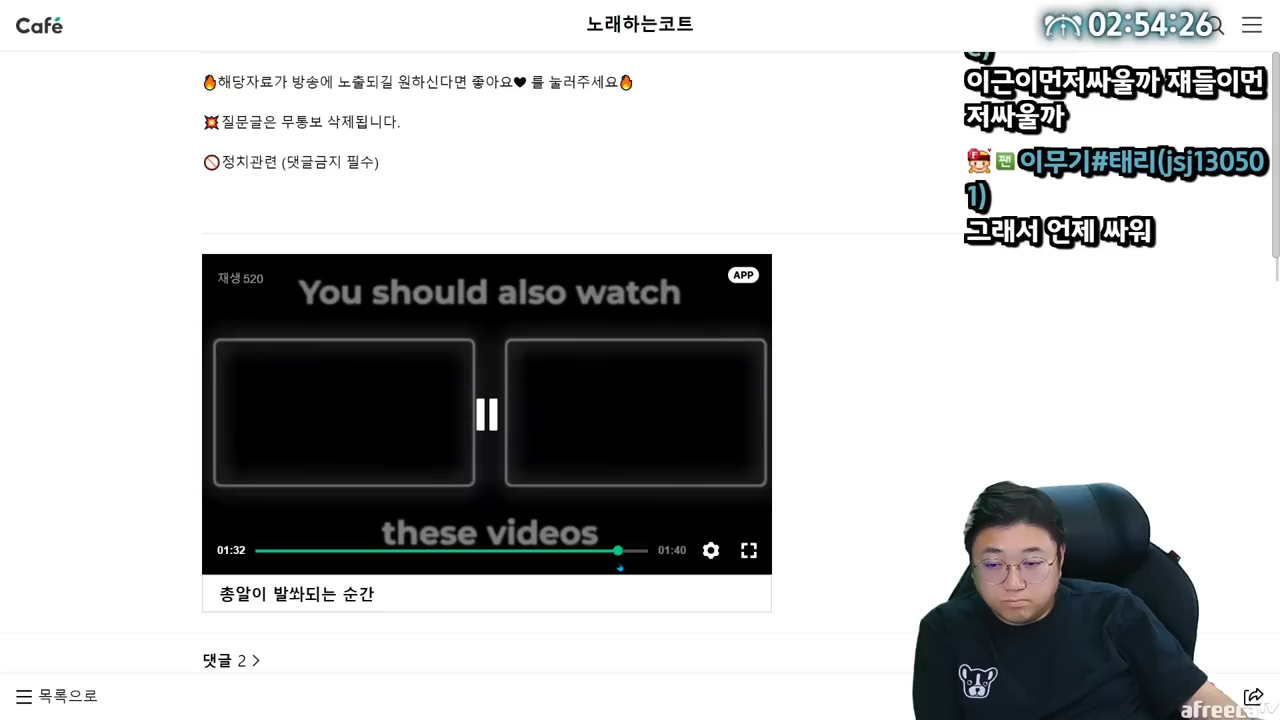 Café
노래하는코트
02:54:26
🔥해당자료가 방송에 노출되길 원하신다면 좋아요🖤 를 눌러주세요🔥
💥질문글은 무통보 삭제됩니다.
🚫정치관련 (댓글금지 필수)
이근이먼저싸울까 쟤들이먼
저싸울까
F 팬 이무기#태리(jsj13050
1)
그래서 언제 싸워
재생 520
APP
You should also watch
these videos
01:32
01:40
총알이 발쏴되는 순간
댓글 2
목록으로
afreecaTV